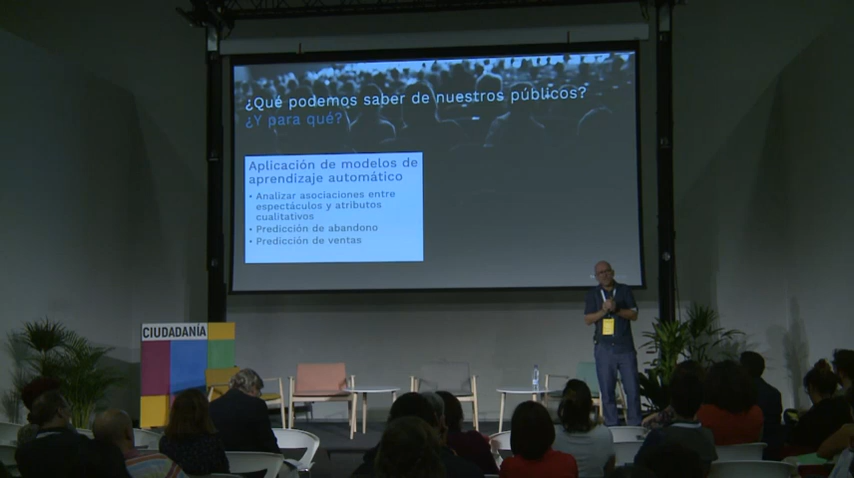 ¿Qué podemos saber de nuestros públicos?
¿Y para qué?
Aplicación de modelos de
aprendizaje automático
• Analizar asociaciones entre
espectáculos y atributos
cualitativos
• Predicción de abandono
• Predicción de ventas
CIUDADANÍA